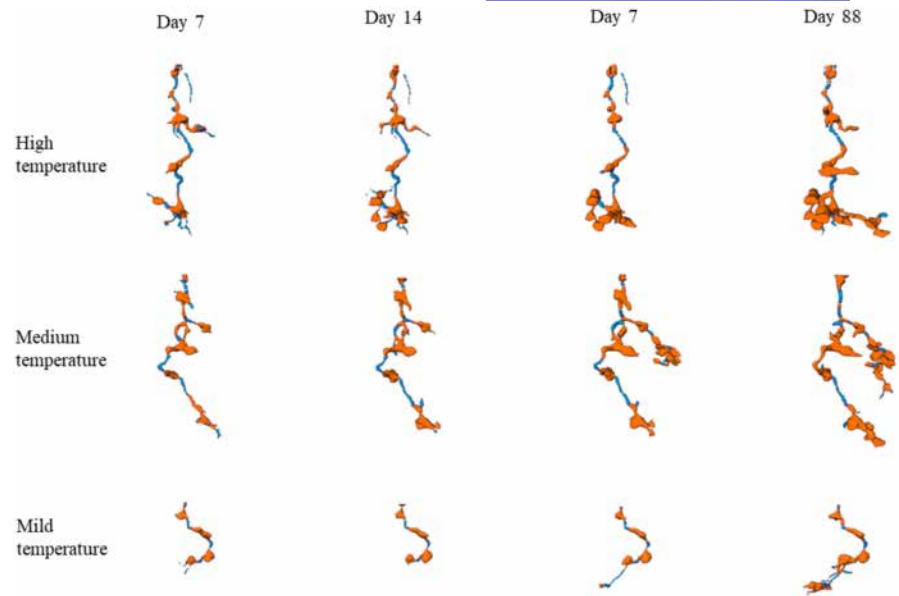 Day 7 Day 14 Day 7 Day 88
High
temperature
Medium
temperature
Mild
temperature